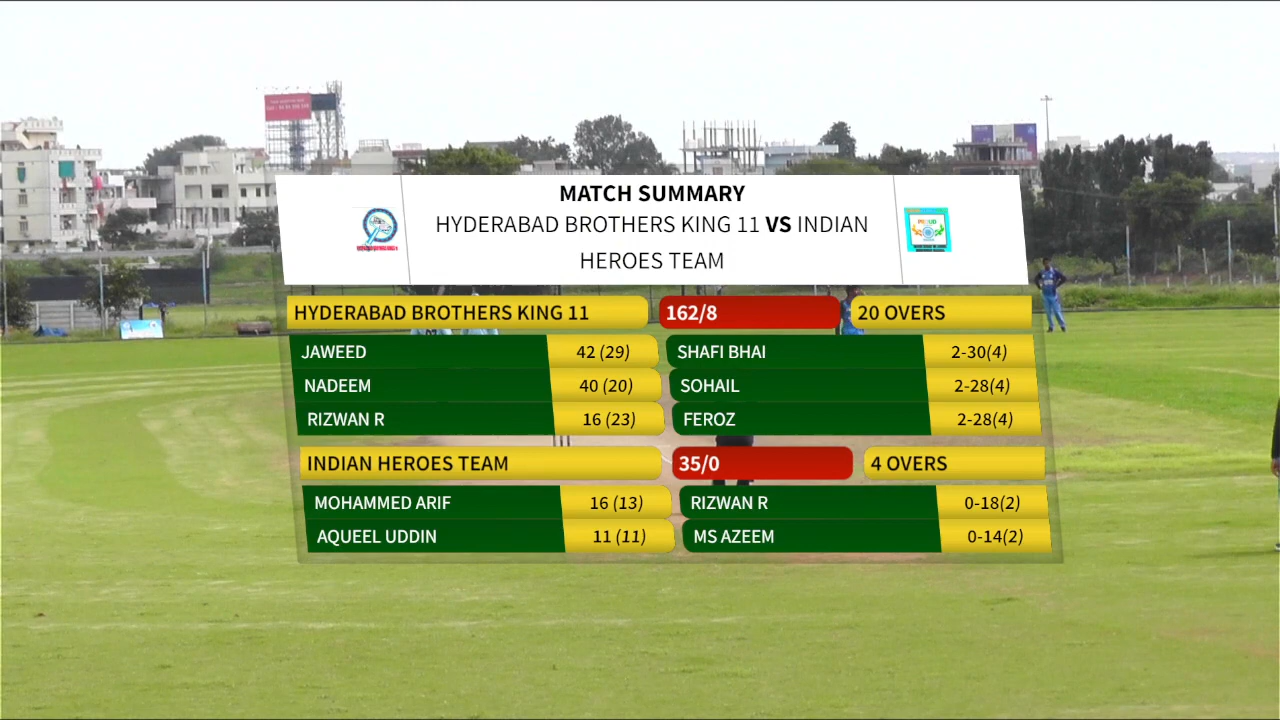 MATCH SUMMARY
HYDERABAD BROTHERS KING 11 VS INDIAN
HEROES TEAM
HYDERABAD BROTHERS KING 11 162/8 20 OVERS
JAWEED 42 (29) SHAFI BHAI 2-30(4)
NADEEM 40 (20) SOHAIL 2-28(4)
RIZWAN R 16 (23) FEROZ 2-28(4)
INDIAN HEROES TEAM 35/0 4 OVERS
MOHAMMED ARIF 16 (13) RIZWAN R 0-18(2)
AQUEEL UDDIN 11 (11) MS AZEEM 0-14(2)